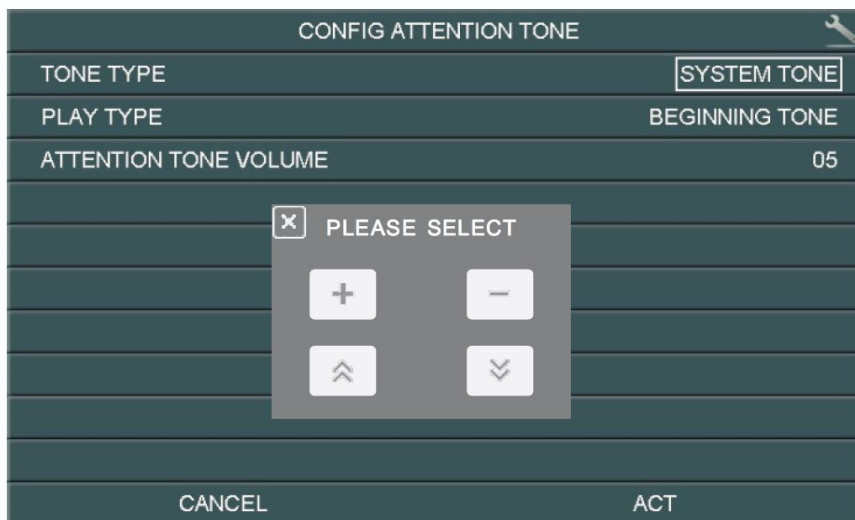 CONFIG ATTENTION TONE
TONE TYPE SYSTEM TONE
PLAY TYPE BEGINNING TONE
ATTENTION TONE VOLUME 05
PLEASE SELECT
CANCEL ACT